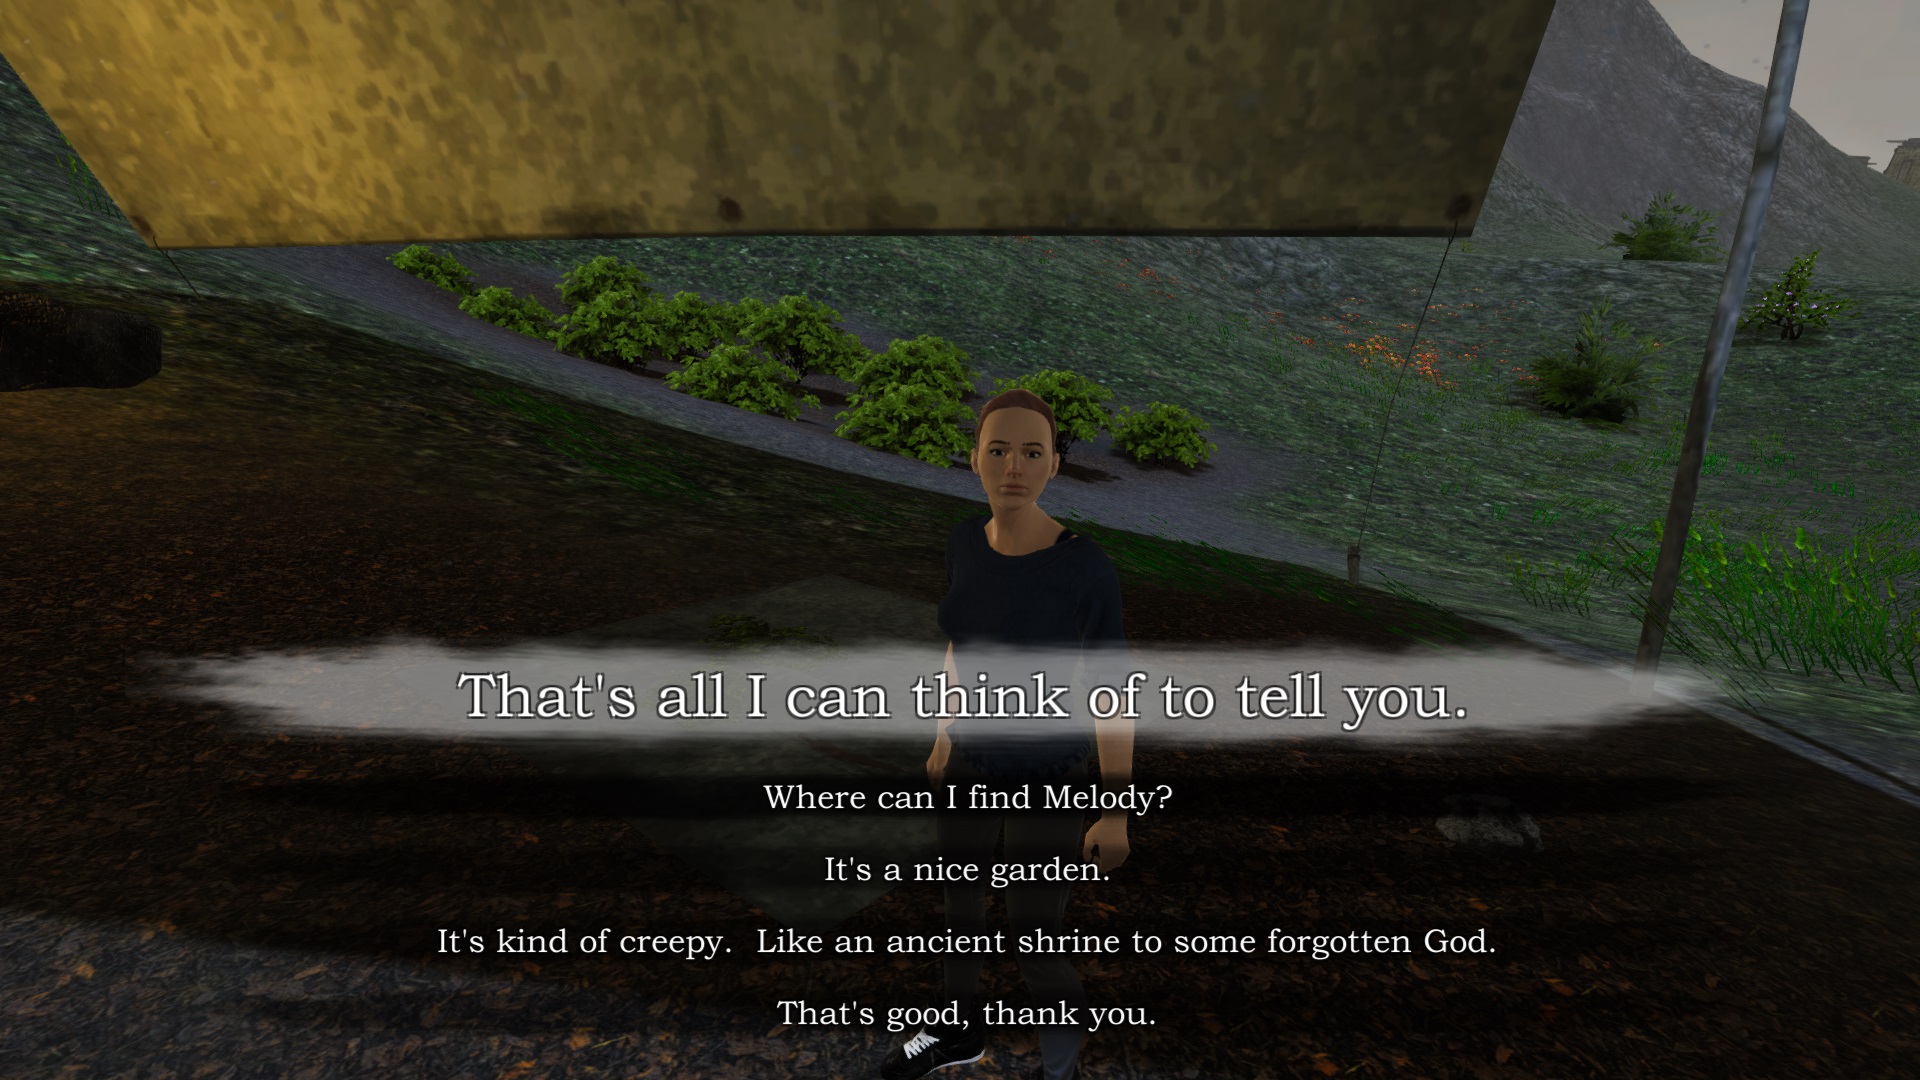 That's all I can think of to tell you.
Where can I find Melody?
It's a nice garden.
It's kind of creepy.  Like an ancient shrine to some forgotten God.
That's good, thank you.